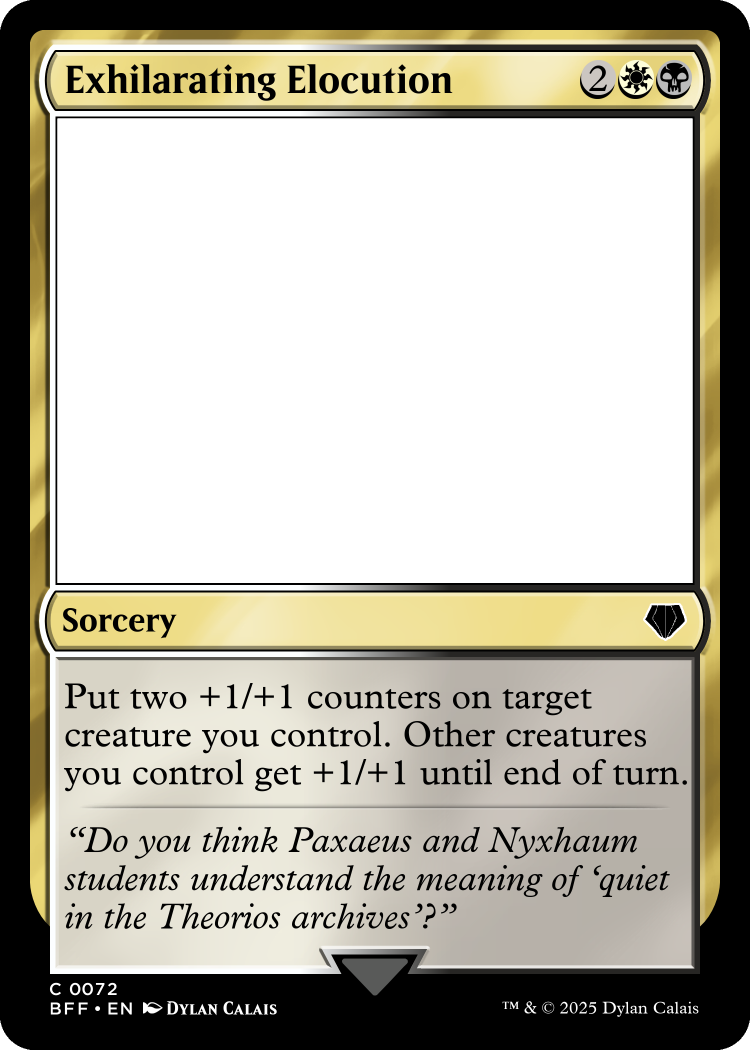 Exhilarating Elocution 2
Sorcery
Put two +1/+1 counters on target
creature you control. Other creatures
you control get +1/+1 until end of turn.
“Do you think Paxaeus and Nyxhaum
students understand the meaning of ‘quiet
in the Theorios archives’?”
C 0072
BFF • EN DYLAN CALAIS
™ & © 2025 Dylan Calais